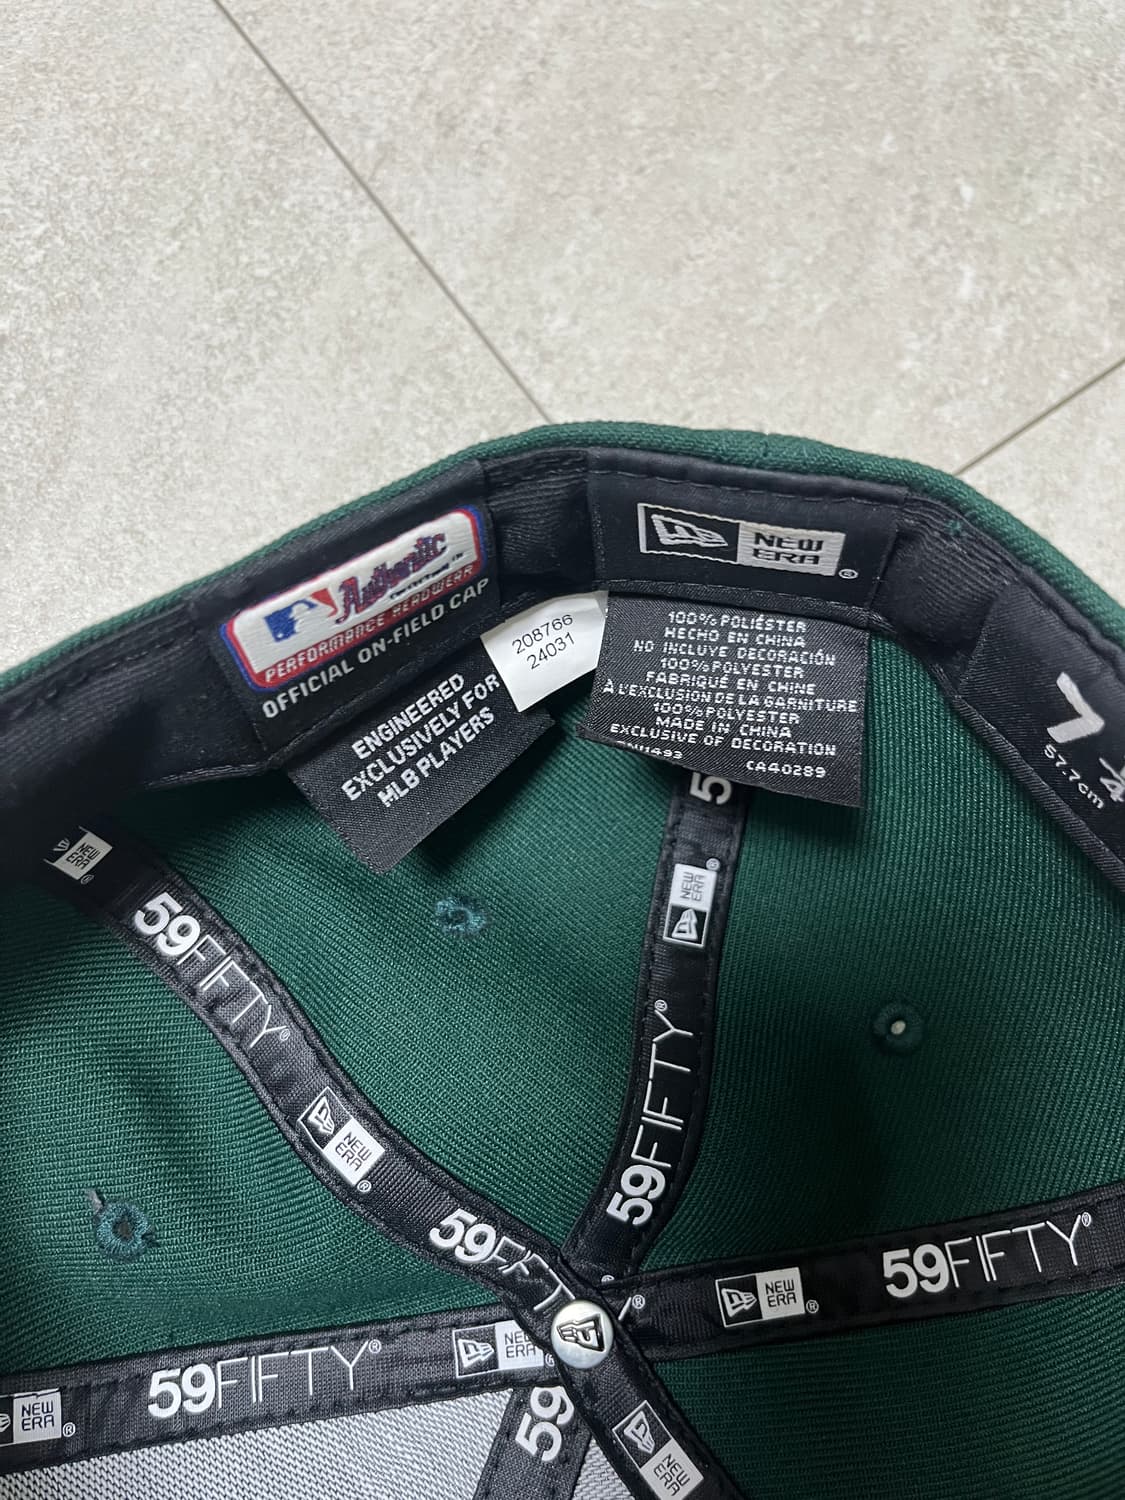 Authentic
PERFORMANCE HEADWEAR
OFFICIAL ON-FIELD CAP
ENGINEERED
EXCLUSIVELY FOR
MLB PLAYERS
208766
24031
NEW
ERA
®
100% POLIÉSTER
HECHO EN CHINA
NO INCLUYE DECORACIÓN
100% POLYESTER
FABRIQUÉ EN CHINE
À L'EXCLUSION DE LA GARNITURE
100% POLYESTER
MADE IN CHINA
EXCLUSIVE OF DECORATION
CA40289
7
57.7cm
NEW
ERA
®
59FIFTY®
NEW
ERA
®
59FIFTY
5
NEW
ERA
®
59FIFTY®
NEW
ERA
®
59FIFTY®
NEW
ERA
®
59FIFTY®
NE
59
NEW
ERA